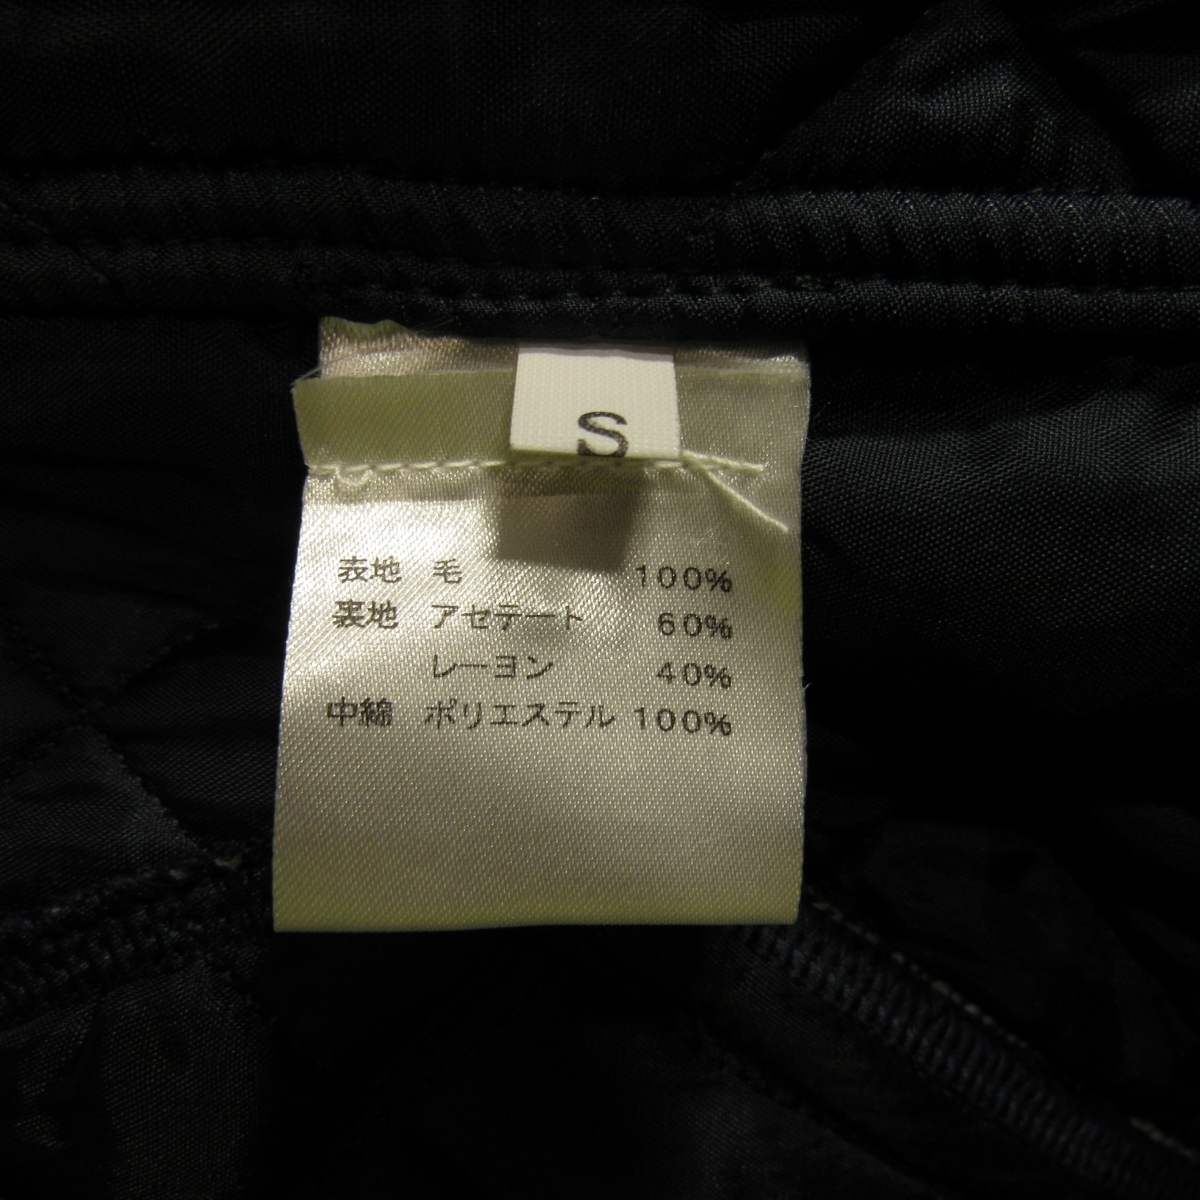 S
表地 毛 100%
裏地 アセテート 60%
レーヨン 40%
中綿 ポリエステル 100%